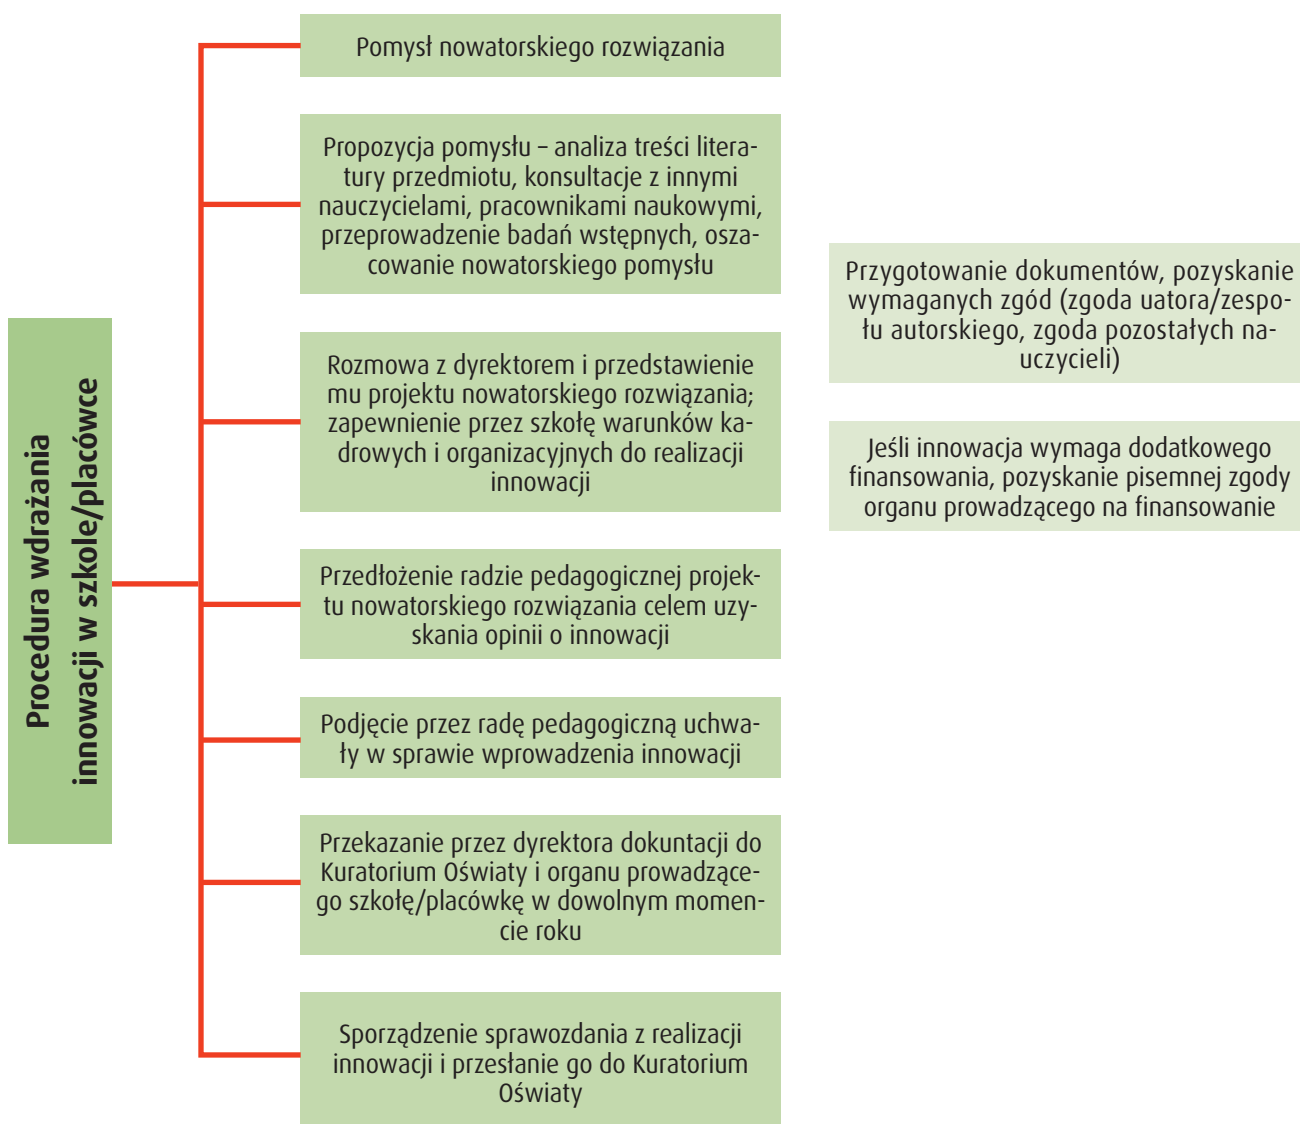 Procedura wdrażania
innowacji w szkole/placówce
Pomysł nowatorskiego rozwiązania
Propozycja pomysłu – analiza treści litera-
tury przedmiotu, konsultacje z innymi
nauczycielami, pracownikami naukowymi,
przeprowadzenie badań wstępnych, osza-
cowanie nowatorskiego pomysłu
Rozmowa z dyrektorem i przedstawienie
mu projektu nowatorskiego rozwiązania;
zapewnienie przez szkołę warunków ka-
drowych i organizacyjnych do realizacji
innowacji
Przygotowanie dokumentów, pozyskanie
wymaganych zgód (zgoda uatora/zespo-
łu autorskiego, zgoda pozostałych na-
uczycieli)
Jeśli innowacja wymaga dodatkowego
finansowania, pozyskanie pisemnej zgody
organu prowadzącego na finansowanie
Przedłożenie radzie pedagogicznej projek-
tu nowatorskiego rozwiązania celem uzy-
skania opinii o innowacji
Podjęcie przez radę pedagogiczną uchwa-
ły w sprawie wprowadzenia innowacji
Przekazanie przez dyrektora dokuntacji do
Kuratorium Oświaty i organu prowadzące-
go szkołę/placówkę w dowolnym momen-
cie roku
Sporządzenie sprawozdania z realizacji
innowacji i przesłanie go do Kuratorium
Oświaty